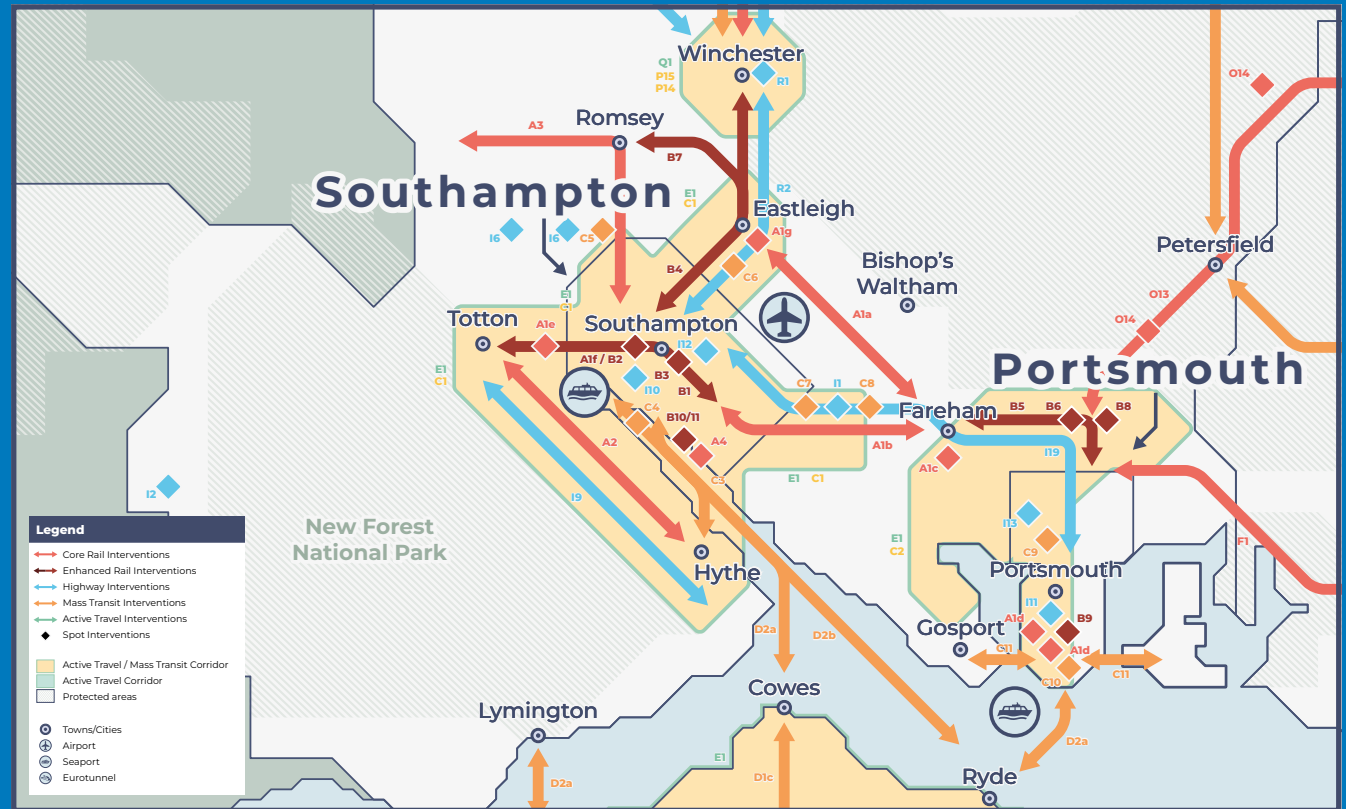 Winchester
Q1
P15
P14
R1
O14
Romsey
A3
B7
Southampton
E1
C1
R2
Eastleigh
I6
I6
C5
A1g
Petersfield
B4
C6
Bishop's
Waltham
E1
C1
O13
Totton
A1e
Southampton
A1a
O14
A1f / B2
I12
Portsmouth
E1
C1
B3
I10
B1
C7
I1
C8
Fareham
B5
B6
B8
C4
B10/11
A2
A4
A1b
I19
A1c
C3
E1
C1
I2
I9
New Forest
National Park
I13
E1
C2
C9
F1
Hythe
Portsmouth
I11
D2a
D2b
Gosport
A1d
B9
C11
A1d
C11
C10
Cowes
Lymington
D2a
E1
D1c
D2a
Ryde
Legend
Core Rail Interventions
Enhanced Rail Interventions
Highway Interventions
Mass Transit Interventions
Active Travel Interventions
Spot Interventions
Active Travel / Mass Transit Corridor
Active Travel Corridor
Protected areas
Towns/Cities
Airport
Seaport
Eurotunnel